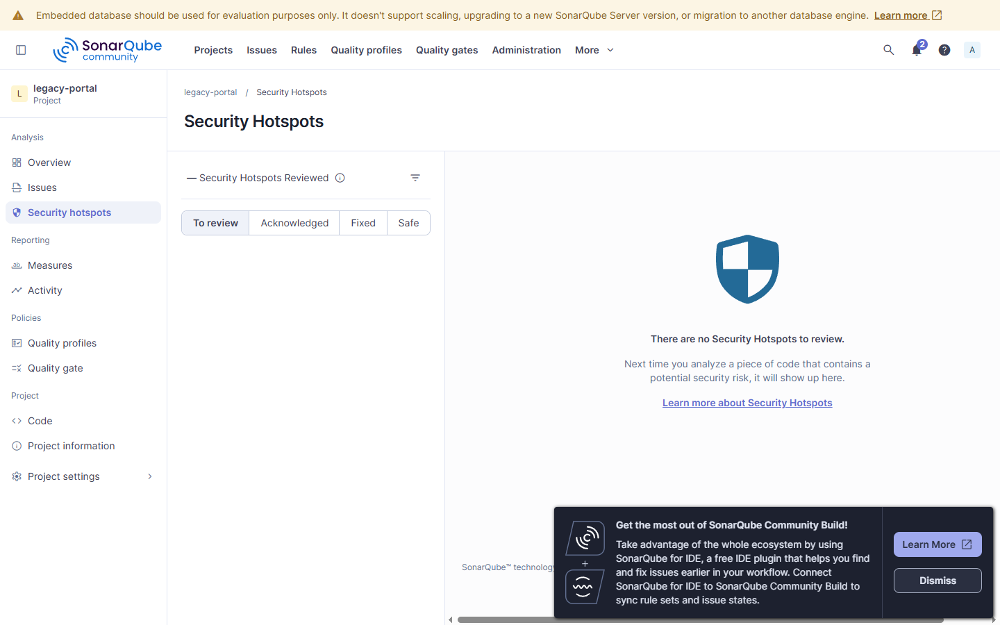 Embedded database should be used for evaluation purposes only. It doesn't support scaling, upgrading to a new SonarQube Server version, or migration to another database engine. Learn more
SonarQube community
Projects Issues Rules Quality profiles Quality gates Administration More
2
?
A
L
legacy-portal
Project
Analysis
Overview
Issues
Security hotspots
Reporting
Measures
Activity
Policies
Quality profiles
Quality gate
Project
Code
Project information
Project settings
legacy-portal / Security Hotspots
Security Hotspots
— Security Hotspots Reviewed
To review Acknowledged Fixed Safe
There are no Security Hotspots to review.
Next time you analyze a piece of code that contains a
potential security risk, it will show up here.
Learn more about Security Hotspots
SonarQube™ technology
Get the most out of SonarQube Community Build!
Take advantage of the whole ecosystem by using
SonarQube for IDE, a free IDE plugin that helps you find
and fix issues earlier in your workflow. Connect
SonarQube for IDE to SonarQube Community Build to
sync rule sets and issue states.
Learn More
Dismiss